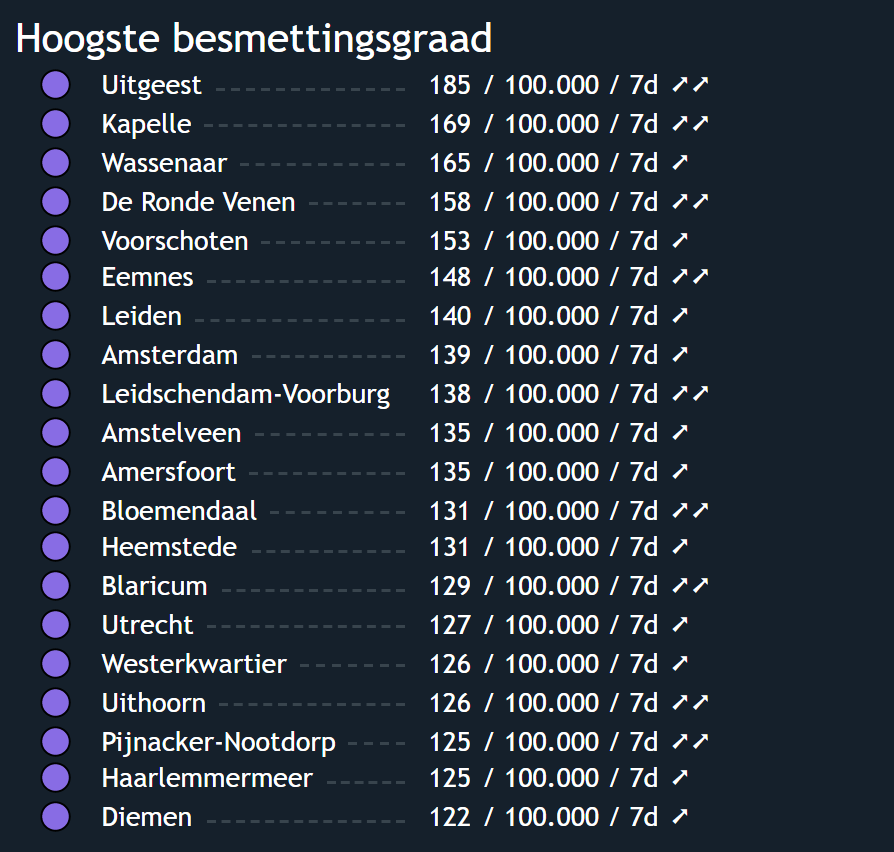 Hoogste besmettingsgraad
Uitgeest 185 / 100.000 / 7d ➚➚
Kapelle 169 / 100.000 / 7d ➚➚
Wassenaar 165 / 100.000 / 7d ➚
De Ronde Venen 158 / 100.000 / 7d ➚➚
Voorschoten 153 / 100.000 / 7d ➚
Eemnes 148 / 100.000 / 7d ➚➚
Leiden 140 / 100.000 / 7d ➚
Amsterdam 139 / 100.000 / 7d ➚
Leidschendam-Voorburg 138 / 100.000 / 7d ➚➚
Amstelveen 135 / 100.000 / 7d ➚
Amersfoort 135 / 100.000 / 7d ➚
Bloemendaal 131 / 100.000 / 7d ➚➚
Heemstede 131 / 100.000 / 7d ➚
Blaricum 129 / 100.000 / 7d ➚➚
Utrecht 127 / 100.000 / 7d ➚
Westerkwartier 126 / 100.000 / 7d ➚
Uithoorn 126 / 100.000 / 7d ➚➚
Pijnacker-Nootdorp 125 / 100.000 / 7d ➚➚
Haarlemmermeer 125 / 100.000 / 7d ➚
Diemen 122 / 100.000 / 7d ➚